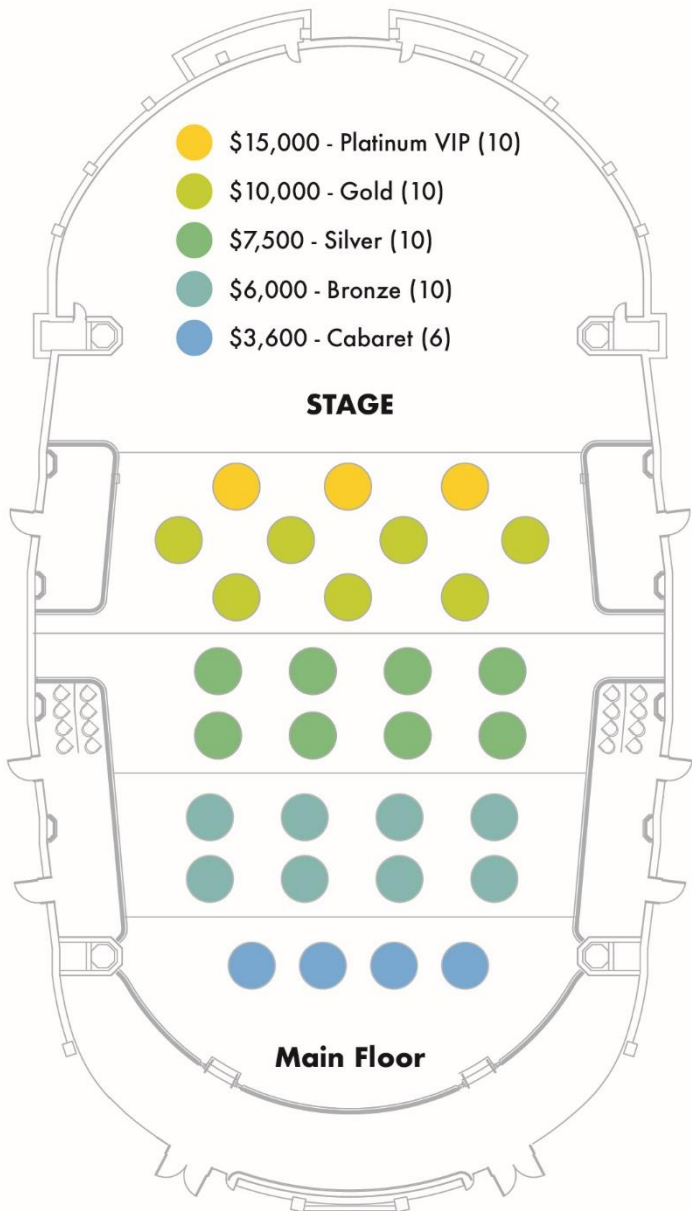 $15,000 - Platinum VIP (10)
$10,000 - Gold (10)
$7,500 - Silver (10)
$6,000 - Bronze (10)
$3,600 - Cabaret (6)
STAGE
Main Floor